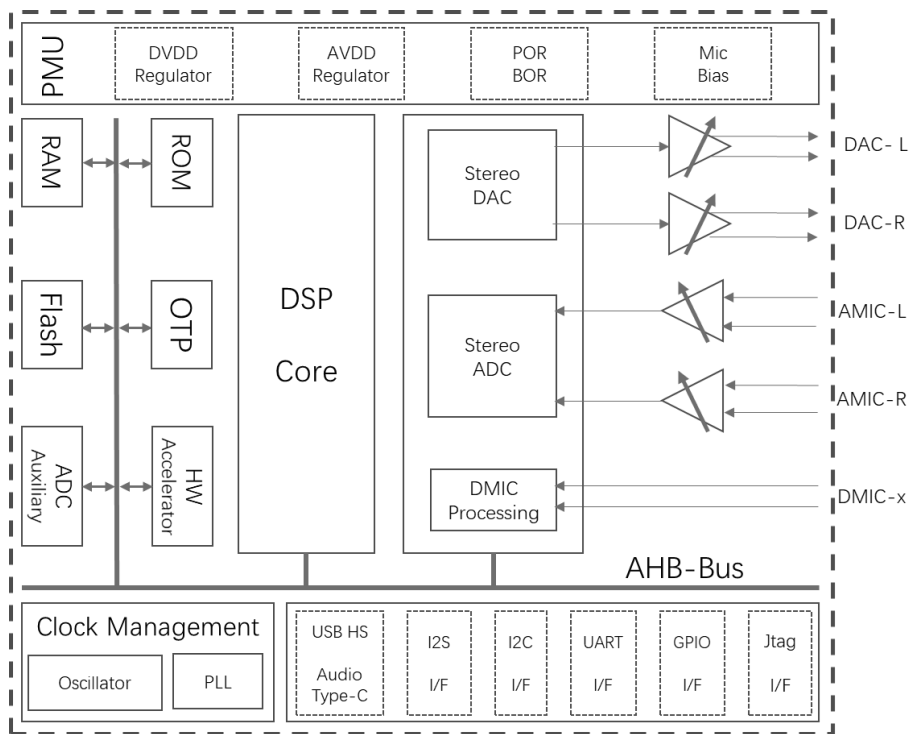 PMU
DVDD
Regulator
AVDD
Regulator
POR
BOR
Mic
Bias
RAM
ROM
Flash
OTP
ADC
Auxiliary
HW
Accelerator
DSP
Core
Stereo
DAC
Stereo
ADC
DMIC
Processing
DAC- L
DAC-R
AMIC-L
AMIC-R
DMIC-x
AHB-Bus
Clock Management
Oscillator
PLL
USB HS
Audio
Type-C
I2S
I/F
I2C
I/F
UART
I/F
GPIO
I/F
Jtag
I/F